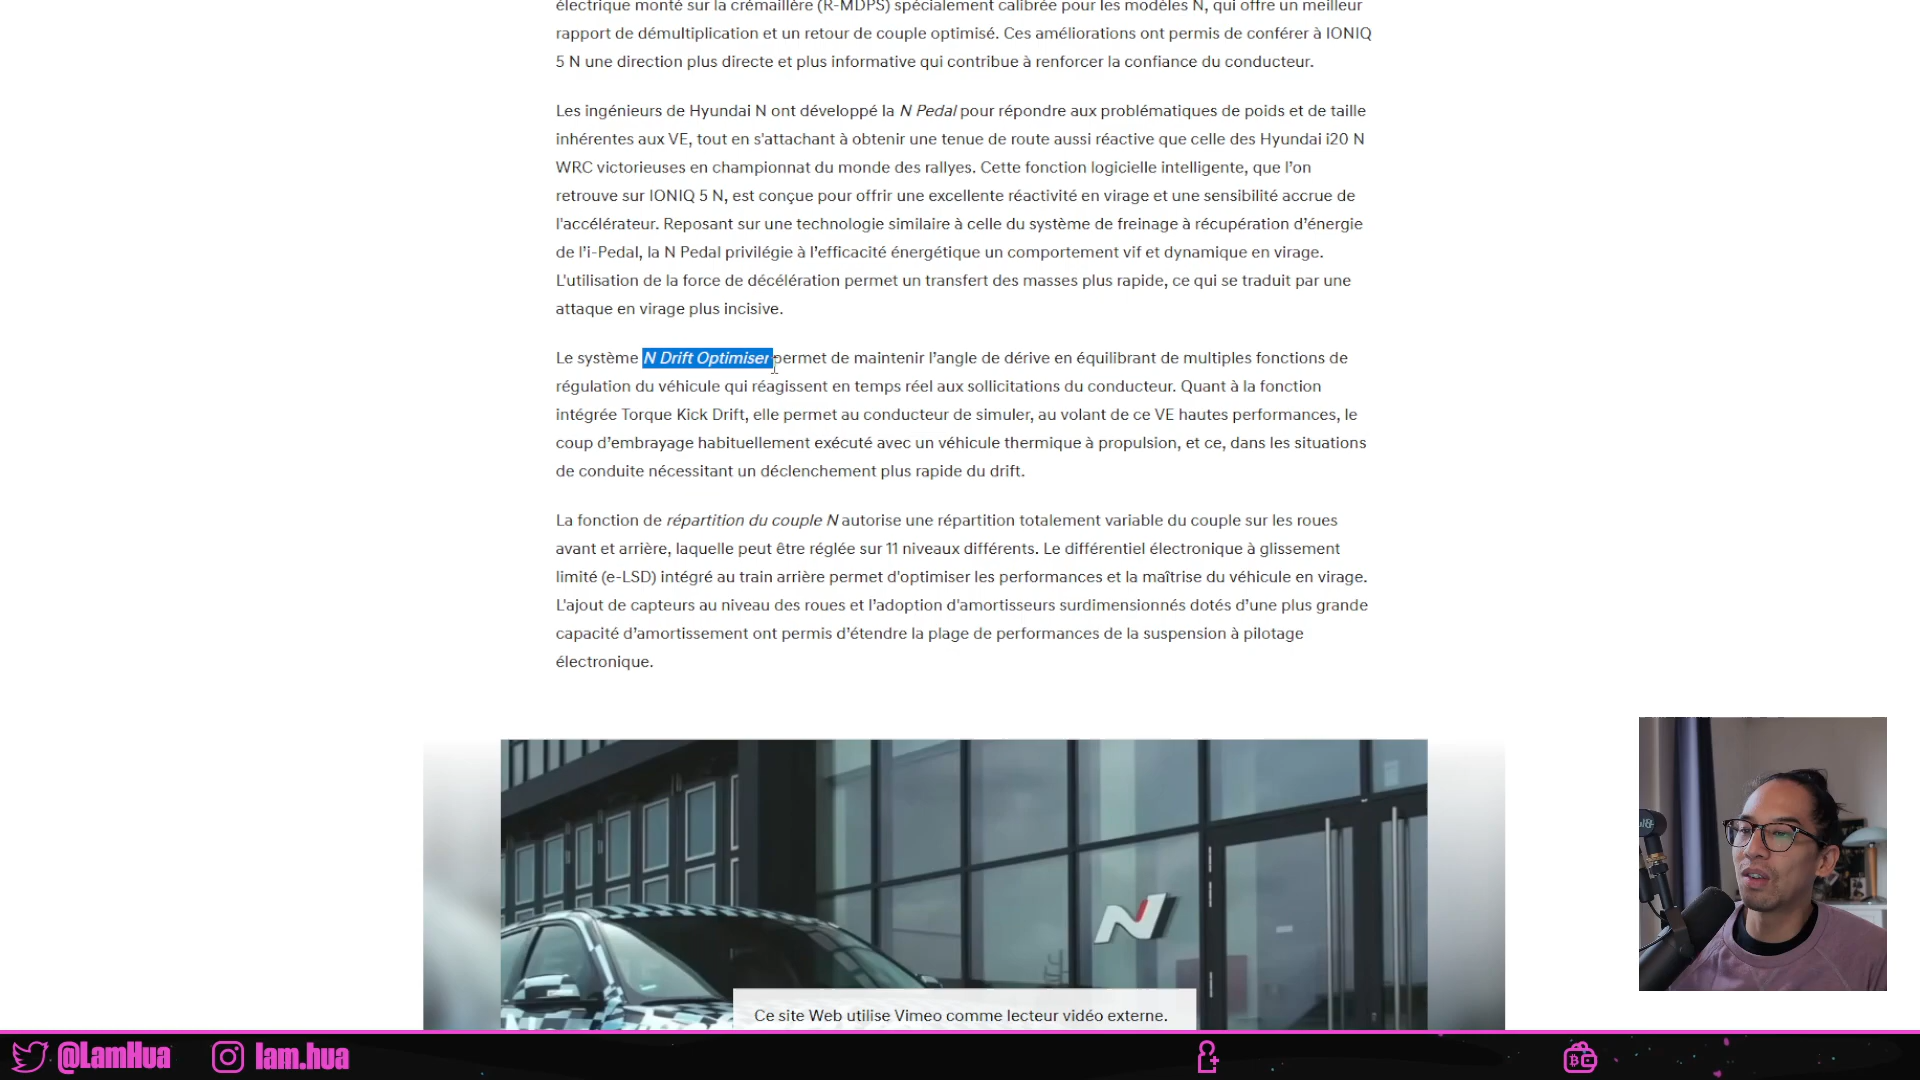 électrique monté sur la crémaillère (R-MDPS) spécialement calibrée pour les modèles N, qui offre un meilleur
rapport de démultiplication et un retour de couple optimisé. Ces améliorations ont permis de conférer à IONIQ
5 N une direction plus directe et plus informative qui contribue à renforcer la confiance du conducteur.
Les ingénieurs de Hyundai N ont développé la N Pedal pour répondre aux problématiques de poids et de taille
inhérentes aux VE, tout en s'attachant à obtenir une tenue de route aussi réactive que celle des Hyundai i20 N
WRC victorieuses en championnat du monde des rallyes. Cette fonction logicielle intelligente, que l’on
retrouve sur IONIQ 5 N, est conçue pour offrir une excellente réactivité en virage et une sensibilité accrue de
l'accélérateur. Reposant sur une technologie similaire à celle du système de freinage à récupération d’énergie
de l’i-Pedal, la N Pedal privilégie à l’efficacité énergétique un comportement vif et dynamique en virage.
L'utilisation de la force de décélération permet un transfert des masses plus rapide, ce qui se traduit par une
attaque en virage plus incisive.
Le système N Drift Optimiser permet de maintenir l’angle de dérive en équilibrant de multiples fonctions de
régulation du véhicule qui réagissent en temps réel aux sollicitations du conducteur. Quant à la fonction
intégrée Torque Kick Drift, elle permet au conducteur de simuler, au volant de ce VE hautes performances, le
coup d’embrayage habituellement exécuté avec un véhicule thermique à propulsion, et ce, dans les situations
de conduite nécessitant un déclenchement plus rapide du drift.
La fonction de répartition du couple N autorise une répartition totalement variable du couple sur les roues
avant et arrière, laquelle peut être réglée sur 11 niveaux différents. Le différentiel électronique à glissement
limité (e-LSD) intégré au train arrière permet d'optimiser les performances et la maîtrise du véhicule en virage.
L'ajout de capteurs au niveau des roues et l’adoption d'amortisseurs surdimensionnés dotés d’une plus grande
capacité d’amortissement ont permis d’étendre la plage de performances de la suspension à pilotage
électronique.
N
Ce site Web utilise Vimeo comme lecteur vidéo externe.
@LamHua
lam.hua